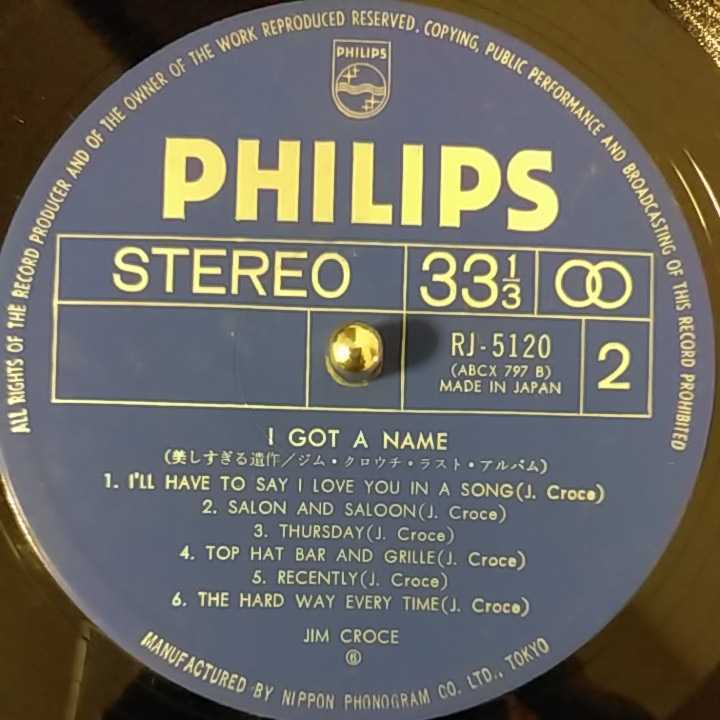 ALL RIGHTS OF THE RECORD PRODUCER AND OF THE OWNER OF THE WORK REPRODUCED RESERVED. COPYING, PUBLIC PERFORMANCE AND BROADCASTING OF THIS RECORD PROHIBITED
PHILIPS
PHILIPS
STEREO 33 1/3
RJ-5120
(ABCX 797 B)
MADE IN JAPAN
2
I GOT A NAME
(美しすぎる遺作/ジム・クロウチ・ラスト・アルバム)
1. I'LL HAVE TO SAY I LOVE YOU IN A SONG(J. Croce)
2. SALON AND SALOON(J. Croce)
3. THURSDAY(J. Croce)
4. TOP HAT BAR AND GRILLE(J. Croce)
5. RECENTLY(J. Croce)
6. THE HARD WAY EVERY TIME(J. Croce)
JIM CROCE
MANUFACTURED BY NIPPON PHONOGRAM CO. LTD., TOKYO